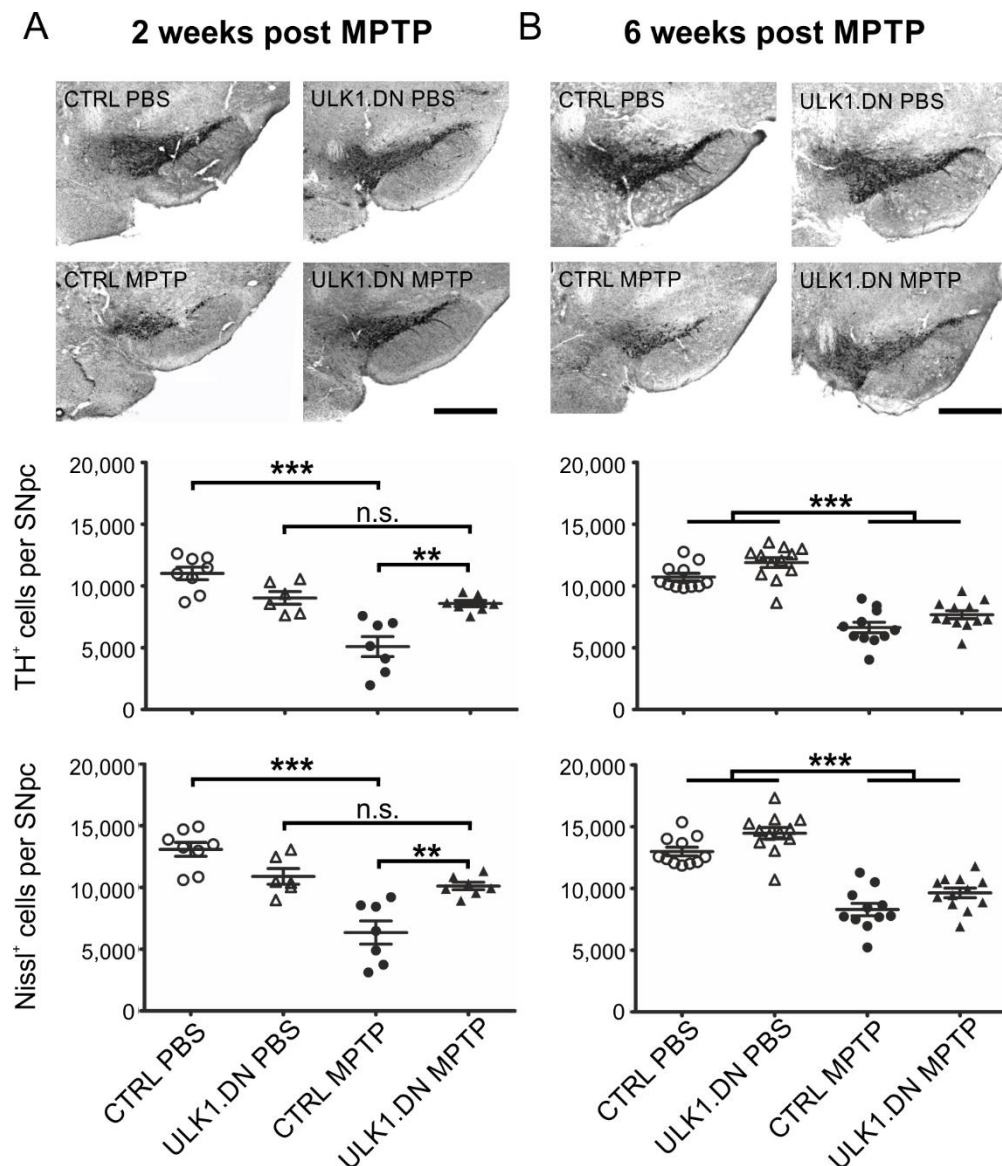 A 2 weeks post MPTP
CTRL PBS
ULK1.DN PBS
CTRL MPTP
ULK1.DN MPTP
TH⁺ cells per SNpc
20,000
15,000
10,000
5,000
0
***
n.s.
**
Nissl⁺ cells per SNpc
20,000
15,000
10,000
5,000
0
***
n.s.
**
CTRL PBS
ULK1.DN PBS
CTRL MPTP
ULK1.DN MPTP
B 6 weeks post MPTP
CTRL PBS
ULK1.DN PBS
CTRL MPTP
ULK1.DN MPTP
20,000
15,000
10,000
5,000
0
***
20,000
15,000
10,000
5,000
0
***
CTRL PBS
ULK1.DN PBS
CTRL MPTP
ULK1.DN MPTP